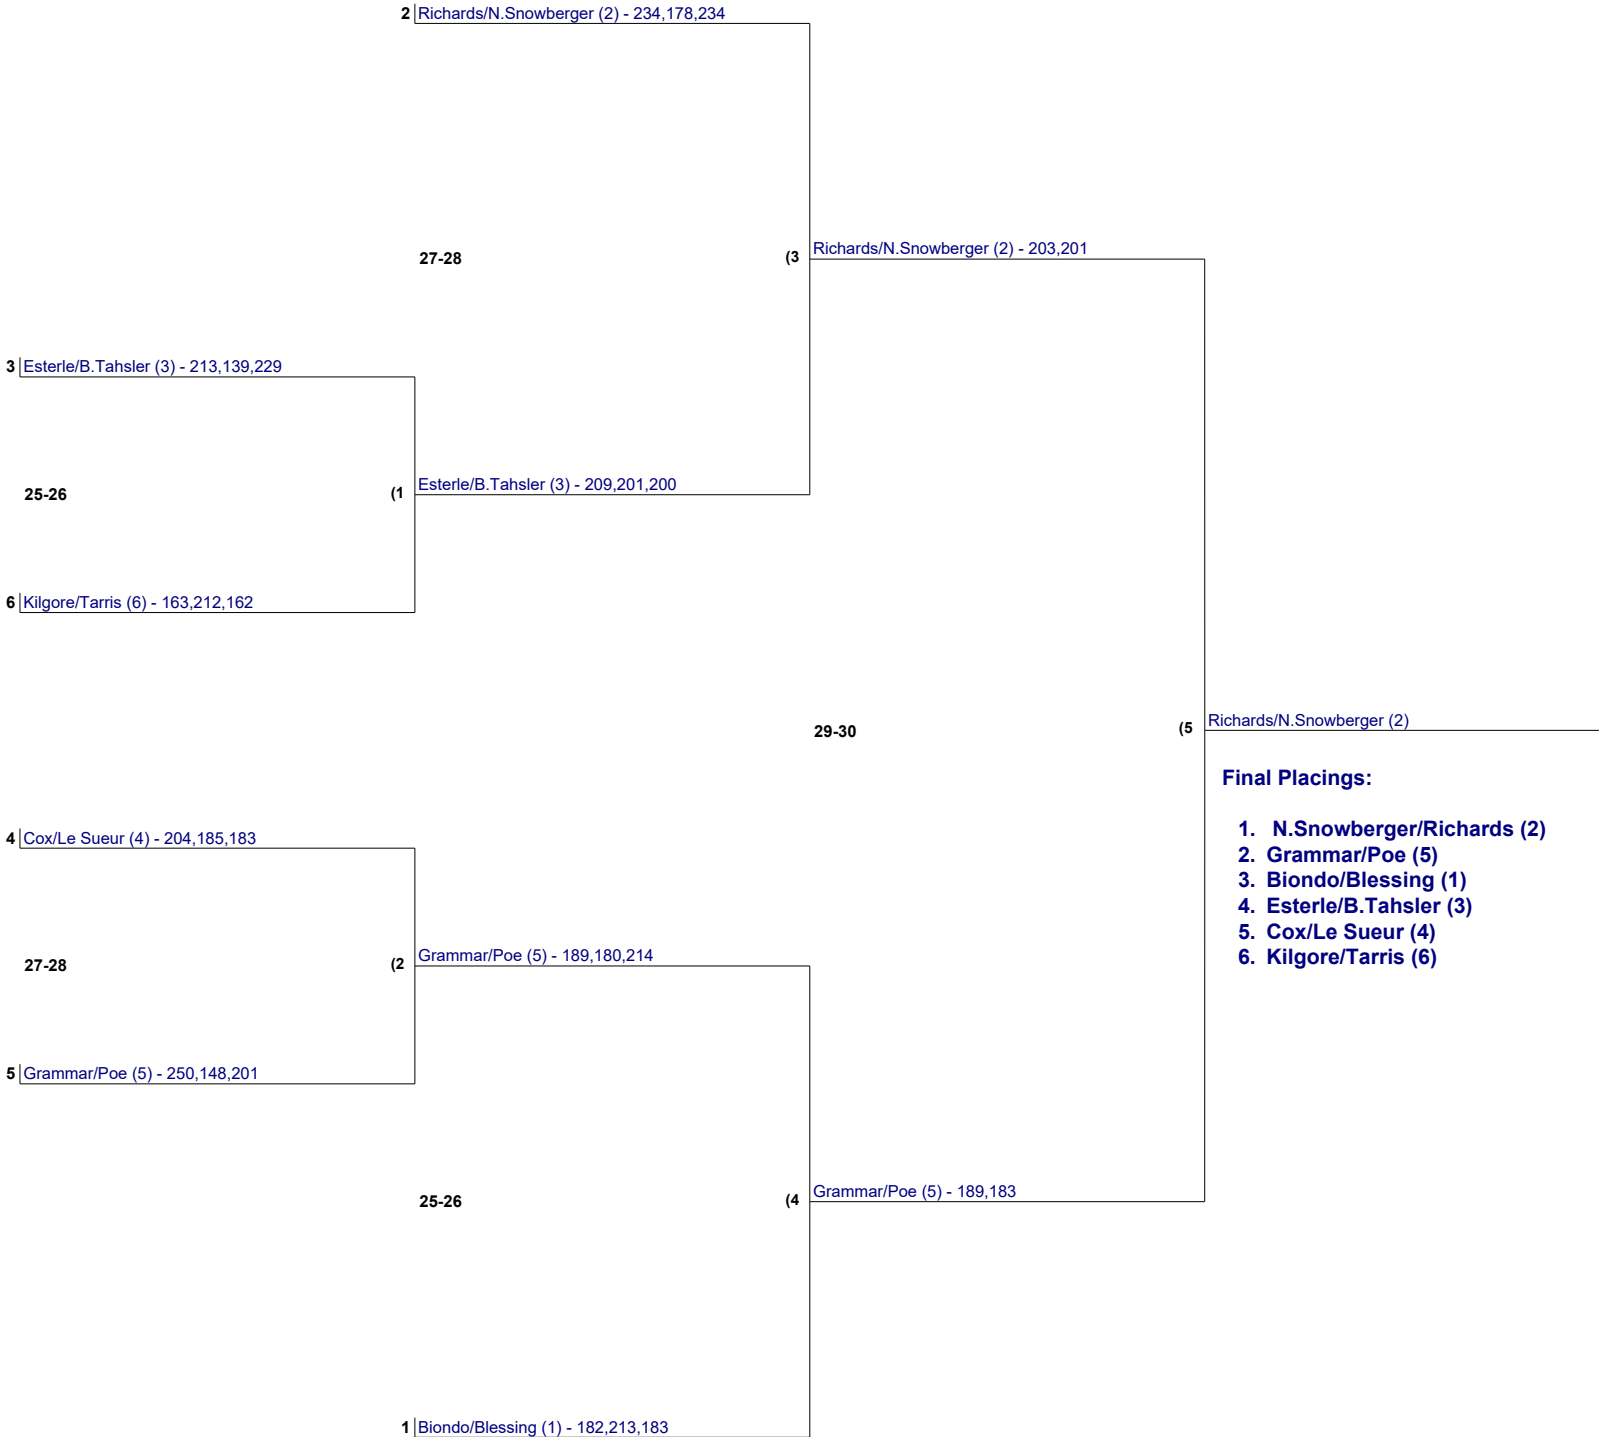 2 Richards/N.Snowberger (2) - 234,178,234
27-28 (3 Richards/N.Snowberger (2) - 203,201
3 Esterle/B.Tahsler (3) - 213,139,229
25-26 (1 Esterle/B.Tahsler (3) - 209,201,200
6 Kilgore/Tarris (6) - 163,212,162
29-30 (5 Richards/N.Snowberger (2)
Final Placings:
1. N.Snowberger/Richards (2)
2. Grammar/Poe (5)
3. Biondo/Blessing (1)
4. Esterle/B.Tahsler (3)
5. Cox/Le Sueur (4)
6. Kilgore/Tarris (6)
4 Cox/Le Sueur (4) - 204,185,183
27-28 (2 Grammar/Poe (5) - 189,180,214
5 Grammar/Poe (5) - 250,148,201
25-26 (4 Grammar/Poe (5) - 189,183
1 Biondo/Blessing (1) - 182,213,183